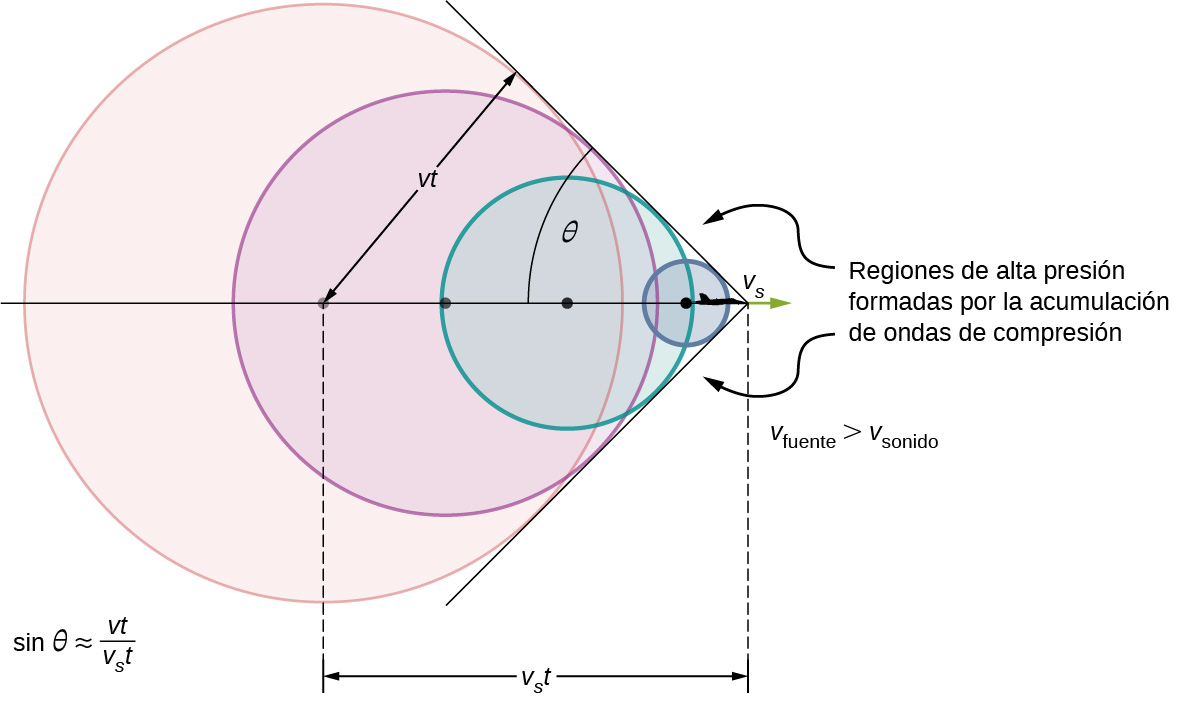 vt
θ
v_s
Regiones de alta presión
formadas por la acumulación
de ondas de compresión
v_fuente > v_sonido
sin θ ≈ vt / v_s t
v_s t